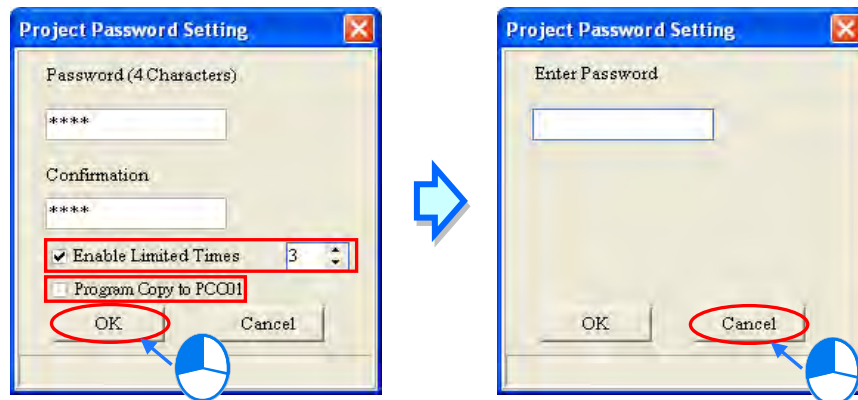 Project Password Setting
Password (4 Characters)
****
Confirmation
****
Enable Limited Times 3
Program Copy to PCC01
OK Cancel
Project Password Setting
Enter Password
OK Cancel